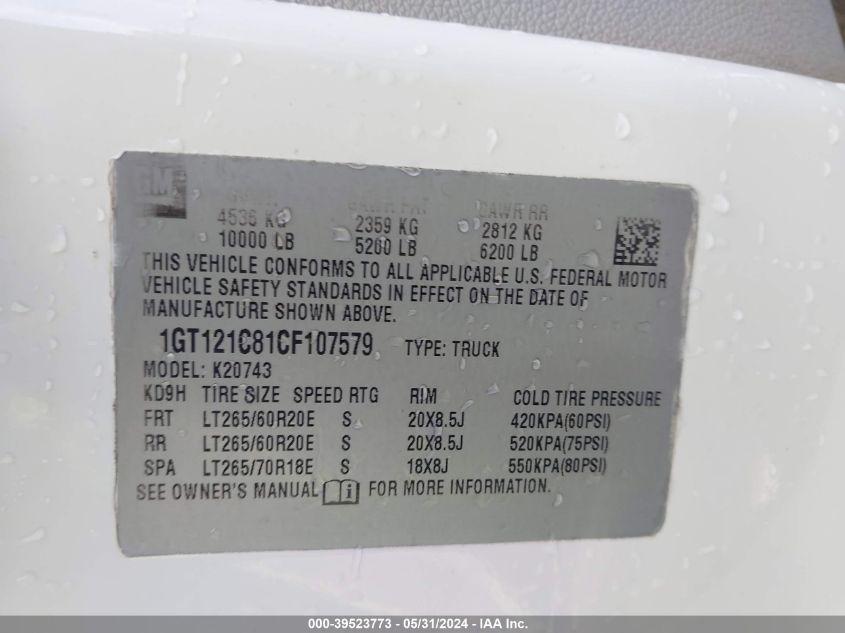 GM
GAWR RR
4536 KG 2359 KG 2812 KG
10000 LB 5200 LB 6200 LB
THIS VEHICLE CONFORMS TO ALL APPLICABLE U.S. FEDERAL MOTOR
VEHICLE SAFETY STANDARDS IN EFFECT ON THE DATE OF
MANUFACTURE SHOWN ABOVE.
1GT121C81CF107579 TYPE: TRUCK
MODEL: K20743
KD9H TIRE SIZE SPEED RTG RIM COLD TIRE PRESSURE
FRT LT265/60R20E S 20X8.5J 420KPA(60PSI)
RR LT265/60R20E S 20X8.5J 520KPA(75PSI)
SPA LT265/70R18E S 18X8J 550KPA(80PSI)
SEE OWNER'S MANUAL i FOR MORE INFORMATION.
000-39523773 - 05/31/2024 - IAA Inc.